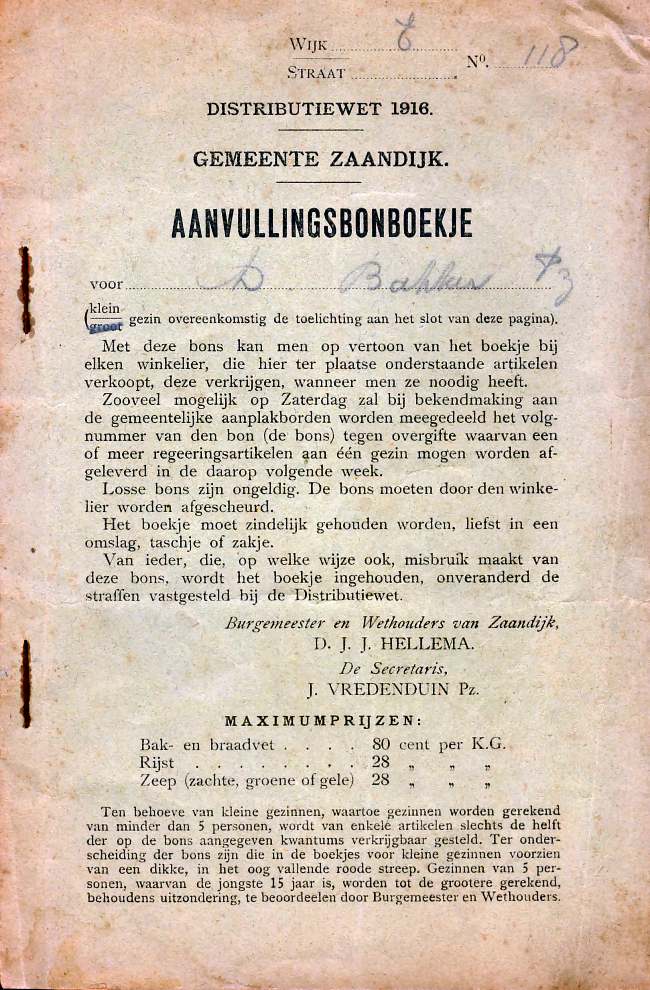 WIJK
No. 118
STRAAT
DISTRIBUTIEWET 1916.
GEMEENTE ZAANDIJK.
AANVULLINGSBONBOEKJE
voor D. Bakker Pz
(klein
groot gezin overeenkomstig de toelichting aan het slot van deze pagina).
Met deze bons kan men op vertoon van het boekje bij
elken winkelier, die hier ter plaatse onderstaande artikelen
verkoopt, deze verkrijgen, wanneer men ze noodig heeft.
Zooveel mogelijk op Zaterdag zal bij bekendmaking aan
de gemeentelijke aanplakborden worden meegedeeld het volg-
nummer van den bon (de bons) tegen overgifte waarvan een
of meer regeeringsartikelen aan één gezin mogen worden af-
geleverd in de daarop volgende week.
Losse bons zijn ongeldig. De bons moeten door den winke-
lier worden afgescheurd.
Het boekje moet zindelijk gehouden worden, liefst in een
omslag, taschje of zakje.
Van ieder, die, op welke wijze ook, misbruik maakt van
deze bons, wordt het boekje ingehouden, onveranderd de
straffen vastgesteld bij de Distributiewet.
Burgemeester en Wethouders van Zaandijk,
D. J. J. HELLEMA.
De Secretaris,
J. VREDENDUIN Pz.
MAXIMUMPRIJZEN:
Bak- en braadvet . . . . 80 cent per K.G.
Rijst . . . . . . . . 28 „ „ „
Zeep (zachte, groene of gele) 28 „ „ „
Ten behoeve van kleine gezinnen, waartoe gezinnen worden gerekend
van minder dan 5 personen, wordt van enkele artikelen slechts de helft
der op de bons aangegeven kwantums verkrijgbaar gesteld. Ter onder-
scheiding der bons zijn die in de boekjes voor kleine gezinnen voorzien
van een dikke, in het oog vallende roode streep. Gezinnen van 5 per-
sonen, waarvan de jongste 15 jaar is, worden tot de grootere gerekend,
behoudens uitzondering, te beoordeelen door Burgemeester en Wethouders.